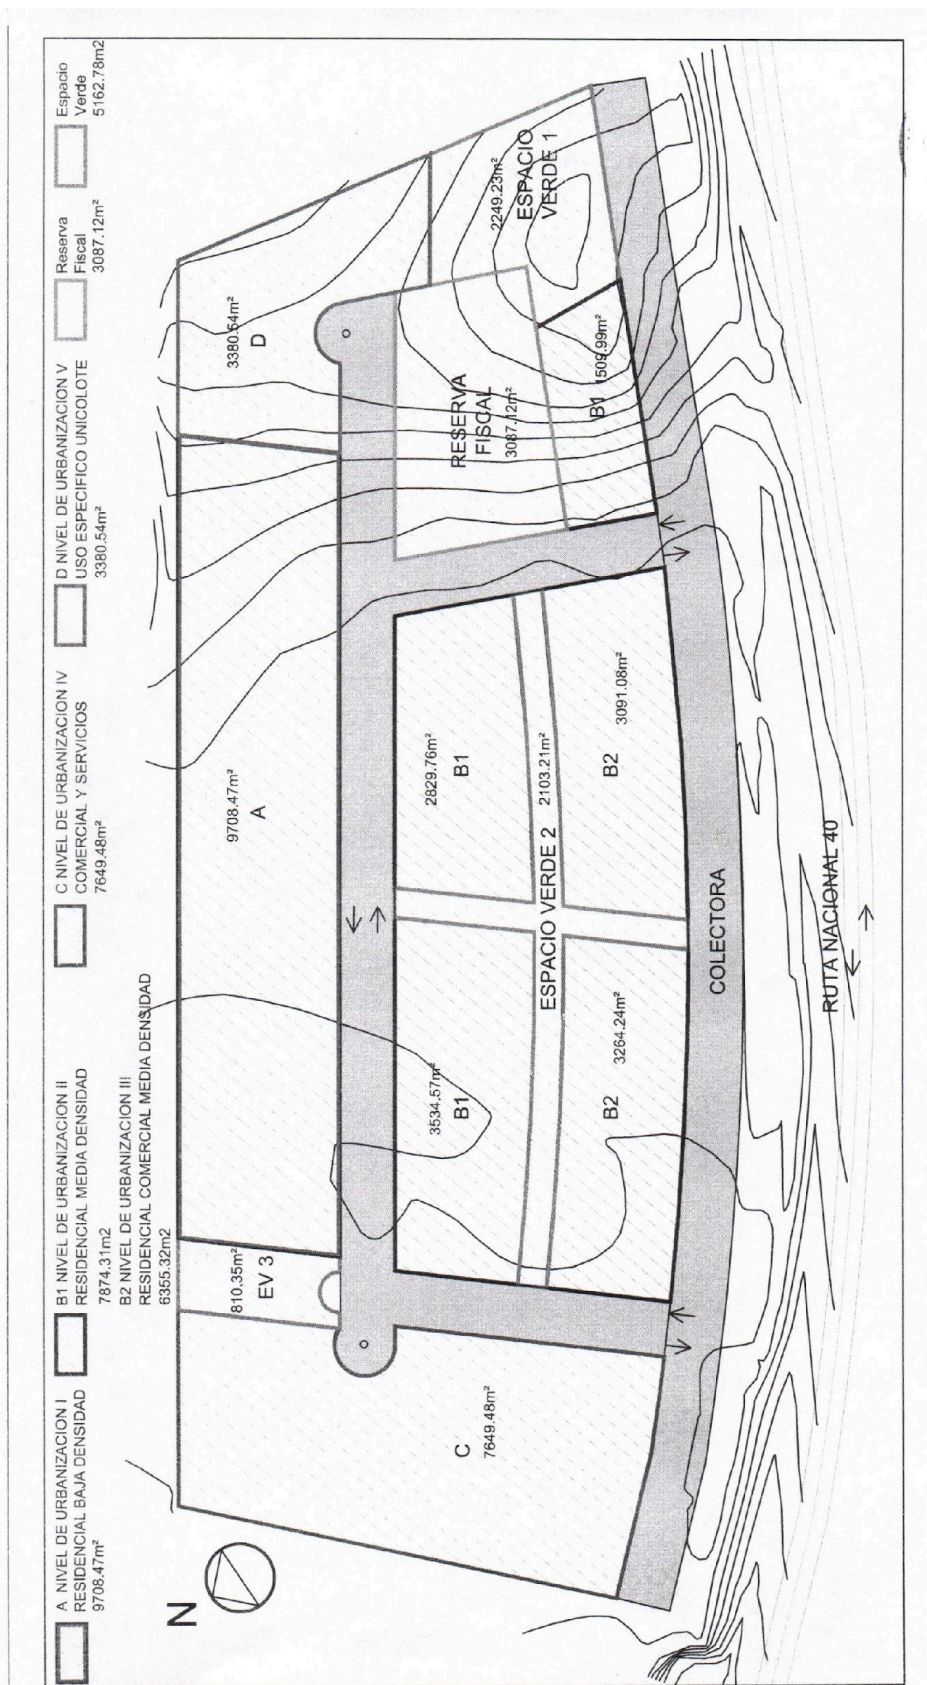 A NIVEL DE URBANIZACION I
RESIDENCIAL BAJA DENSIDAD
9708.47m²
B1 NIVEL DE URBANIZACION II
RESIDENCIAL MEDIA DENSIDAD
7874.31m2
B2 NIVEL DE URBANIZACION III
RESIDENCIAL COMERCIAL MEDIA DENSIDAD
6355.32m2
C NIVEL DE URBANIZACION IV
COMERCIAL Y SERVICIOS
7649.48m²
D NIVEL DE URBANIZACION V
USO ESPECIFICO UNICOLOTE
3380.54m²
Reserva
Fiscal
3087.12m²
Espacio
Verde
5162.78m2
N
810.35m²
EV 3
9708.47m²
A
3380.54m²
D
C
7649.48m²
3534.57m²
B1
2829.76m²
B1
RESERVA
FISCAL
3087.12m²
2249.23m²
ESPACIO
VERDE 1
ESPACIO VERDE 2
2103.21m²
B2
3264.24m²
B2
3091.08m²
B1
1509.99m²
COLECTORA
RUTA NACIONAL 40